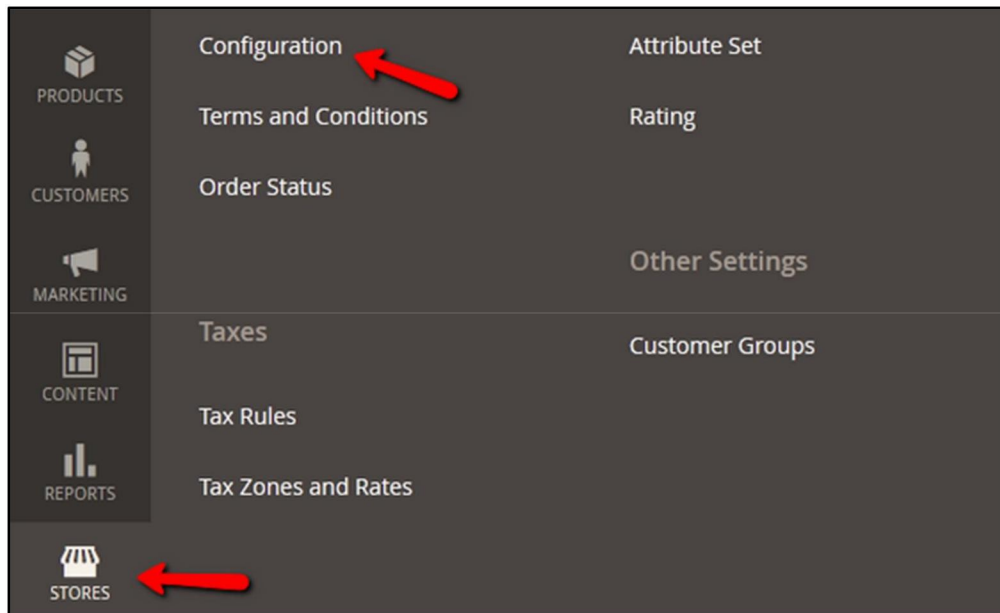 PRODUCTS
CUSTOMERS
MARKETING
CONTENT
REPORTS
STORES
Configuration
Terms and Conditions
Order Status
Taxes
Tax Rules
Tax Zones and Rates
Attribute Set
Rating
Other Settings
Customer Groups